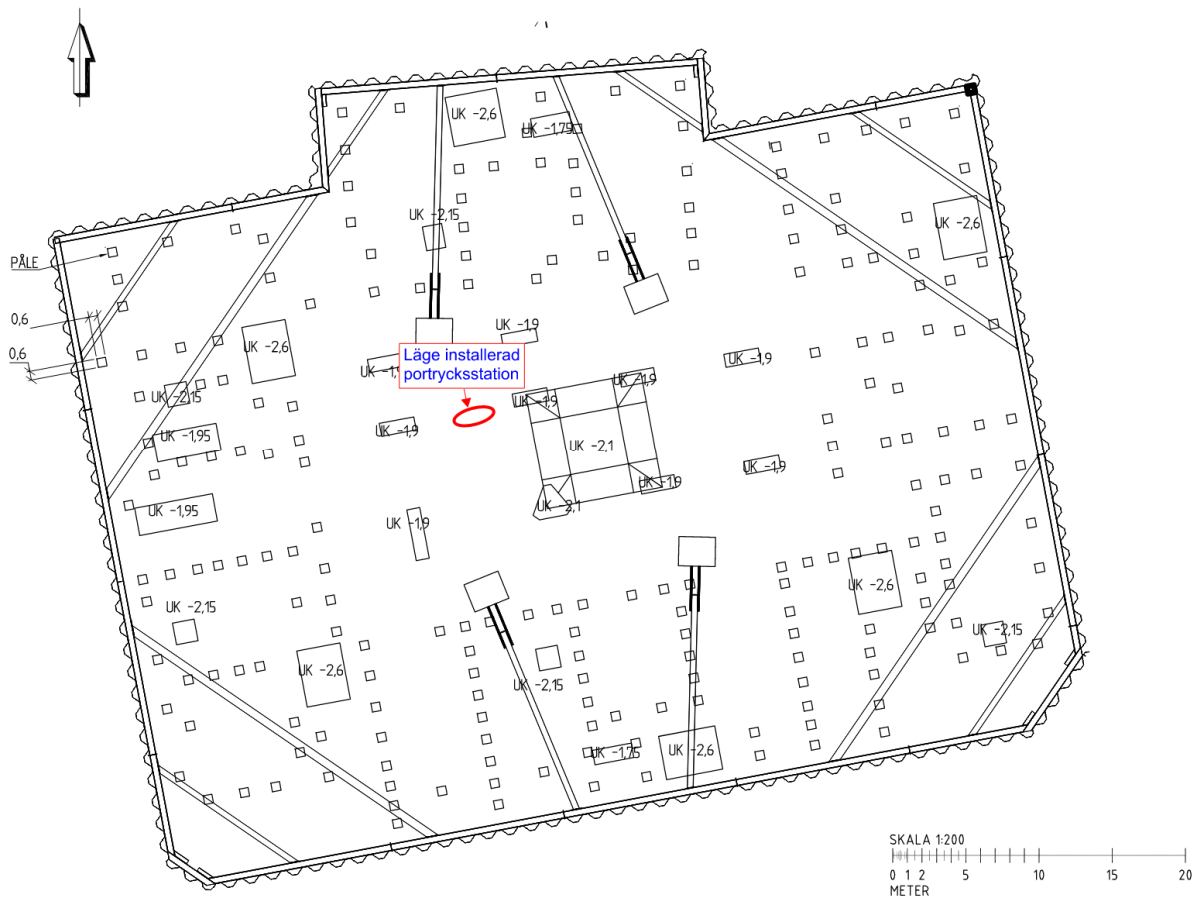 UK -2,6
UK -1,75
UK -2,15
UK -2,6
PÅLE
0,6
UK -1,9
0,6
UK -2,6
Läge installerad
portrycksstation
UK -1,9
UK -1,9
UK -2,15
UK -1,9
UK -1,9
UK -1,9
UK -1,95
UK -2,1
UK -1,9
UK -1,9
UK -2,1
UK -1,95
UK -1,9
UK -2,6
UK -2,15
UK -2,15
UK -2,6
UK -2,15
UK -1,75
UK -2,6
SKALA 1:200
0 1 2 5 10 15 20
METER